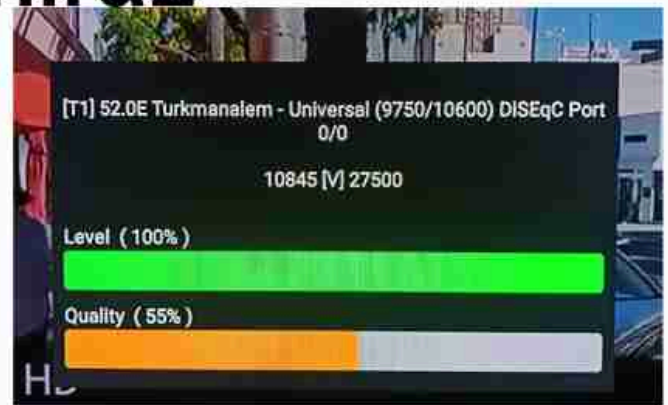 [T1] 52.0E Turkmanalem - Universal (9750/10600) DiSEqC Port
0/0
10845 [V] 27500
Level ( 100% )
Quality ( 55% )